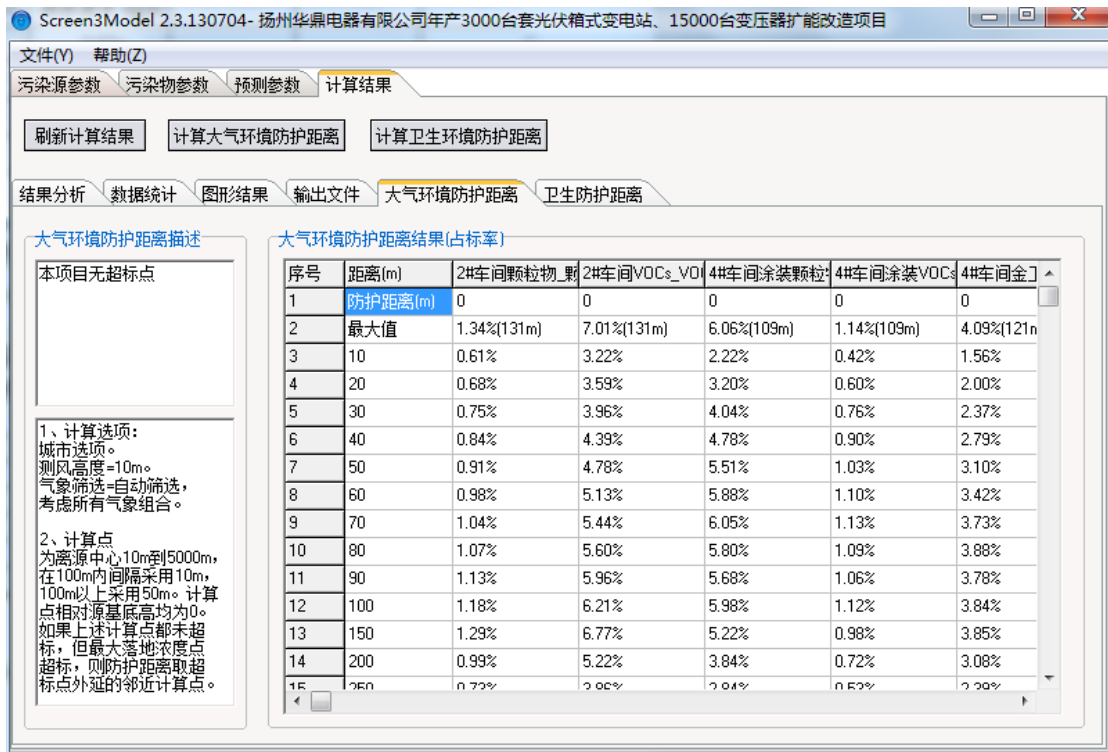 Screen3Model 2.3.130704- 扬州华鼎电器有限公司年产3000台套光伏箱式变电站、15000台变压器扩能改造项目
文件(Y) 帮助(Z)
污染源参数 污染物参数 预测参数 计算结果
刷新计算结果 计算大气环境防护距离 计算卫生环境防护距离
结果分析 数据统计 图形结果 输出文件 大气环境防护距离 卫生防护距离
大气环境防护距离描述
本项目无超标点
1、计算选项:
城市选项。
测风高度=10m。
气象筛选=自动筛选,
考虑所有气象组合。
2、计算点
为离源中心10m到5000m,
在100m内间隔采用10m,
100m以上采用50m。计算
点相对源基底高均为0。
如果上述计算点都未超
标,但最大落地浓度点
超标,则防护距离取超
标点外延的邻近计算点。
大气环境防护距离结果(占标率)
序号 距离(m) 2#车间颗粒物_颗 2#车间VOCs_VO 4#车间涂装颗粒 4#车间涂装VOCs 4#车间金工
1 防护距离(m) 0 0 0 0 0
2 最大值 1.34%(131m) 7.01%(131m) 6.06%(109m) 1.14%(109m) 4.09%(121m
3 10 0.61% 3.22% 2.22% 0.42% 1.56%
4 20 0.68% 3.59% 3.20% 0.60% 2.00%
5 30 0.75% 3.96% 4.04% 0.76% 2.37%
6 40 0.84% 4.39% 4.78% 0.90% 2.79%
7 50 0.91% 4.78% 5.51% 1.03% 3.10%
8 60 0.98% 5.13% 5.88% 1.10% 3.42%
9 70 1.04% 5.44% 6.05% 1.13% 3.73%
10 80 1.07% 5.60% 5.80% 1.09% 3.88%
11 90 1.13% 5.96% 5.68% 1.06% 3.78%
12 100 1.18% 6.21% 5.98% 1.12% 3.84%
13 150 1.29% 6.77% 5.22% 0.98% 3.85%
14 200 0.99% 5.22% 3.84% 0.72% 3.08%
15 250 0.73% 3.86% 2.84% 0.53% 2.39%